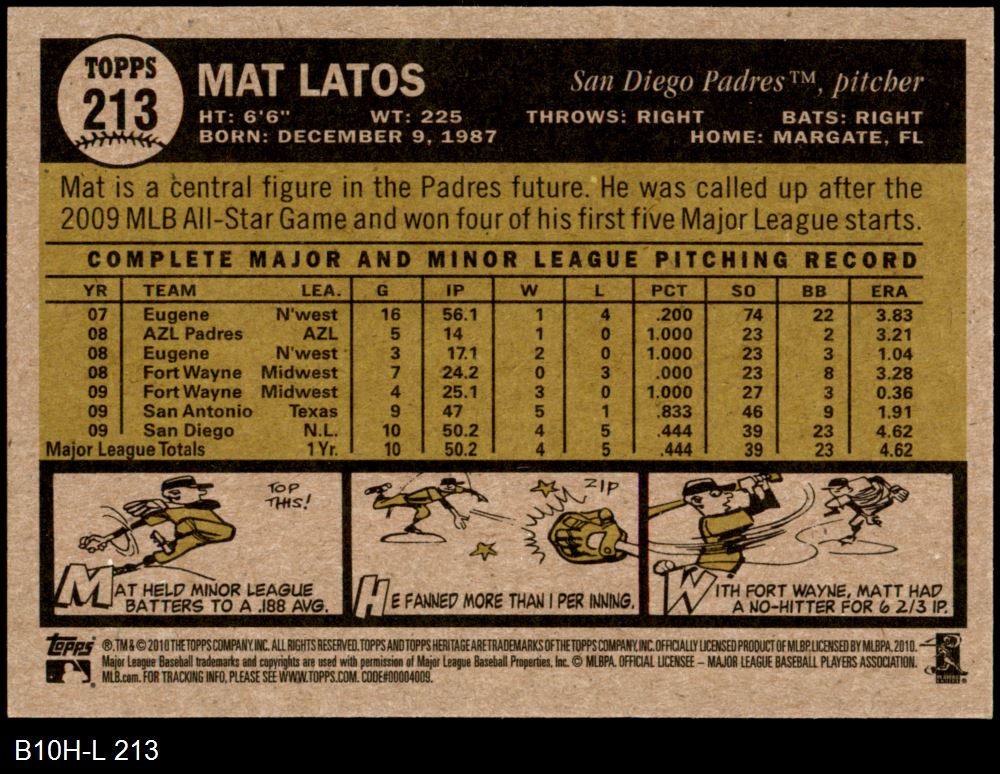 TOPPS
213
MAT LATOS
San Diego Padres™, pitcher
HT: 6'6" WT: 225 THROWS: RIGHT BATS: RIGHT
BORN: DECEMBER 9, 1987 HOME: MARGATE, FL
Mat is a central figure in the Padres future. He was called up after the
2009 MLB All-Star Game and won four of his first five Major League starts.
COMPLETE MAJOR AND MINOR LEAGUE PITCHING RECORD
YR TEAM LEA. G IP W L PCT SO BB ERA
07 Eugene N'west 16 56.1 1 4 .200 74 22 3.83
08 AZL Padres AZL 5 14 1 0 1.000 23 2 3.21
08 Eugene N'west 3 17.1 2 0 1.000 23 3 1.04
08 Fort Wayne Midwest 7 24.2 0 3 .000 23 8 3.28
09 Fort Wayne Midwest 4 25.1 3 0 1.000 27 3 0.36
09 San Antonio Texas 9 47 5 1 .833 46 9 1.91
09 San Diego N.L. 10 50.2 4 5 .444 39 23 4.62
Major League Totals 1 Yr. 10 50.2 4 5 .444 39 23 4.62
TOP
THIS!
MAT HELD MINOR LEAGUE
BATTERS TO A .188 AVG.
ZIP
HE FANNED MORE THAN 1 PER INNING.
WITH FORT WAYNE, MATT HAD
A NO-HITTER FOR 6 2/3 IP.
Topps ®, TM & © 2010 THE TOPPS COMPANY, INC. ALL RIGHTS RESERVED. TOPPS AND TOPPS HERITAGE ARE TRADEMARKS OF THE TOPPS COMPANY, INC. OFFICIALLY LICENSED PRODUCT OF MLBP. LICENSED BY MLBPA, 2010.
Major League Baseball trademarks and copyrights are used with permission of Major League Baseball Properties, Inc. © MLBPA. OFFICIAL LICENSEE – MAJOR LEAGUE BASEBALL PLAYERS ASSOCIATION.
MLB.com. FOR TRACKING INFO, PLEASE SEE WWW.TOPPS.COM. CODE#00004009.
B10H-L 213